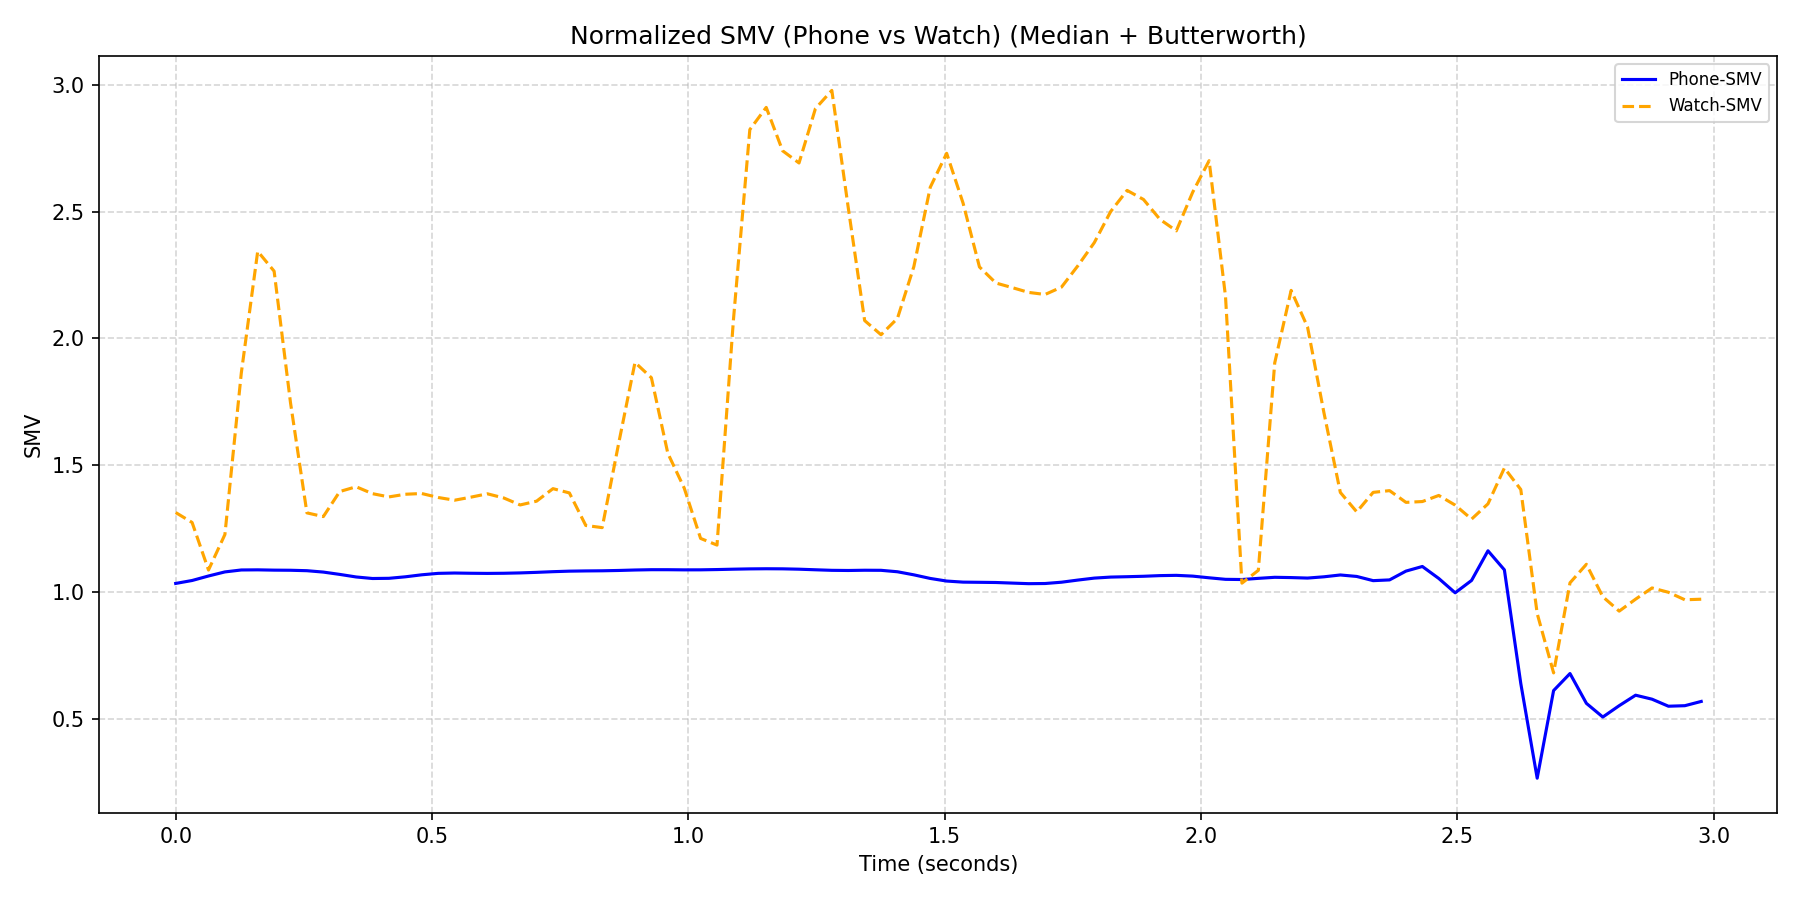 Normalized SMV (Phone vs Watch) (Median + Butterworth)
Phone-SMV
Watch-SMV
SMV
3.0
2.5
2.0
1.5
1.0
0.5
0.0 0.5 1.0 1.5 2.0 2.5 3.0
Time (seconds)